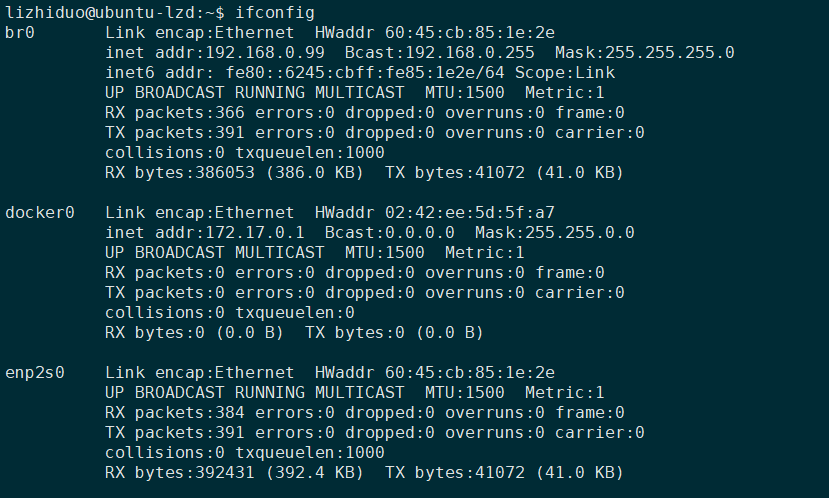 lizhiduo@ubuntu-lzd:~$ ifconfig
br0       Link encap:Ethernet  HWaddr 60:45:cb:85:1e:2e
          inet addr:192.168.0.99  Bcast:192.168.0.255  Mask:255.255.255.0
          inet6 addr: fe80::6245:cbff:fe85:1e2e/64 Scope:Link
          UP BROADCAST RUNNING MULTICAST  MTU:1500  Metric:1
          RX packets:366 errors:0 dropped:0 overruns:0 frame:0
          TX packets:391 errors:0 dropped:0 overruns:0 carrier:0
          collisions:0 txqueuelen:1000
          RX bytes:386053 (386.0 KB)  TX bytes:41072 (41.0 KB)

docker0   Link encap:Ethernet  HWaddr 02:42:ee:5d:5f:a7
          inet addr:172.17.0.1  Bcast:0.0.0.0  Mask:255.255.0.0
          UP BROADCAST MULTICAST  MTU:1500  Metric:1
          RX packets:0 errors:0 dropped:0 overruns:0 frame:0
          TX packets:0 errors:0 dropped:0 overruns:0 carrier:0
          collisions:0 txqueuelen:0
          RX bytes:0 (0.0 B)  TX bytes:0 (0.0 B)

enp2s0    Link encap:Ethernet  HWaddr 60:45:cb:85:1e:2e
          UP BROADCAST RUNNING MULTICAST  MTU:1500  Metric:1
          RX packets:384 errors:0 dropped:0 overruns:0 frame:0
          TX packets:391 errors:0 dropped:0 overruns:0 carrier:0
          collisions:0 txqueuelen:1000
          RX bytes:392431 (392.4 KB)  TX bytes:41072 (41.0 KB)